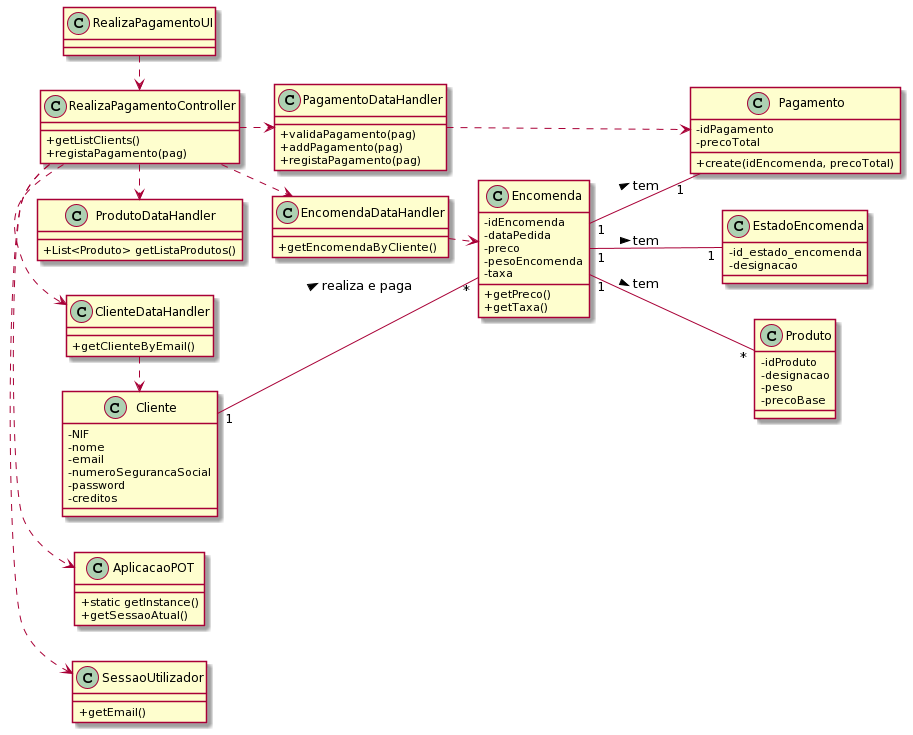 C RealizaPagamentoUI
C RealizaPagamentoController
+getListClients()
+registaPagamento(pag)
C PagamentoDataHandler
+validaPagamento(pag)
+addPagamento(pag)
+registaPagamento(pag)
C Pagamento
-idPagamento
-precoTotal
+create(idEncomenda, precoTotal)
C ProdutoDataHandler
+List<Produto> getListaProdutos()
C EncomendaDataHandler
+getEncomendaByCliente()
C Encomenda
-idEncomenda
-dataPedida
-preco
-pesoEncomenda
-taxa
+getPreco()
+getTaxa()
tem
1
1
C EstadoEncomenda
-id_estado_encomenda
-designacao
tem
1
1
tem
1
*
C Produto
-idProduto
-designacao
-peso
-precoBase
C ClienteDataHandler
+getClienteByEmail()
realiza e paga
*
1
C Cliente
-NIF
-nome
-email
-numeroSegurancaSocial
-password
-creditos
C AplicacaoPOT
+static getInstance()
+getSessaoAtual()
C SessaoUtilizador
+getEmail()